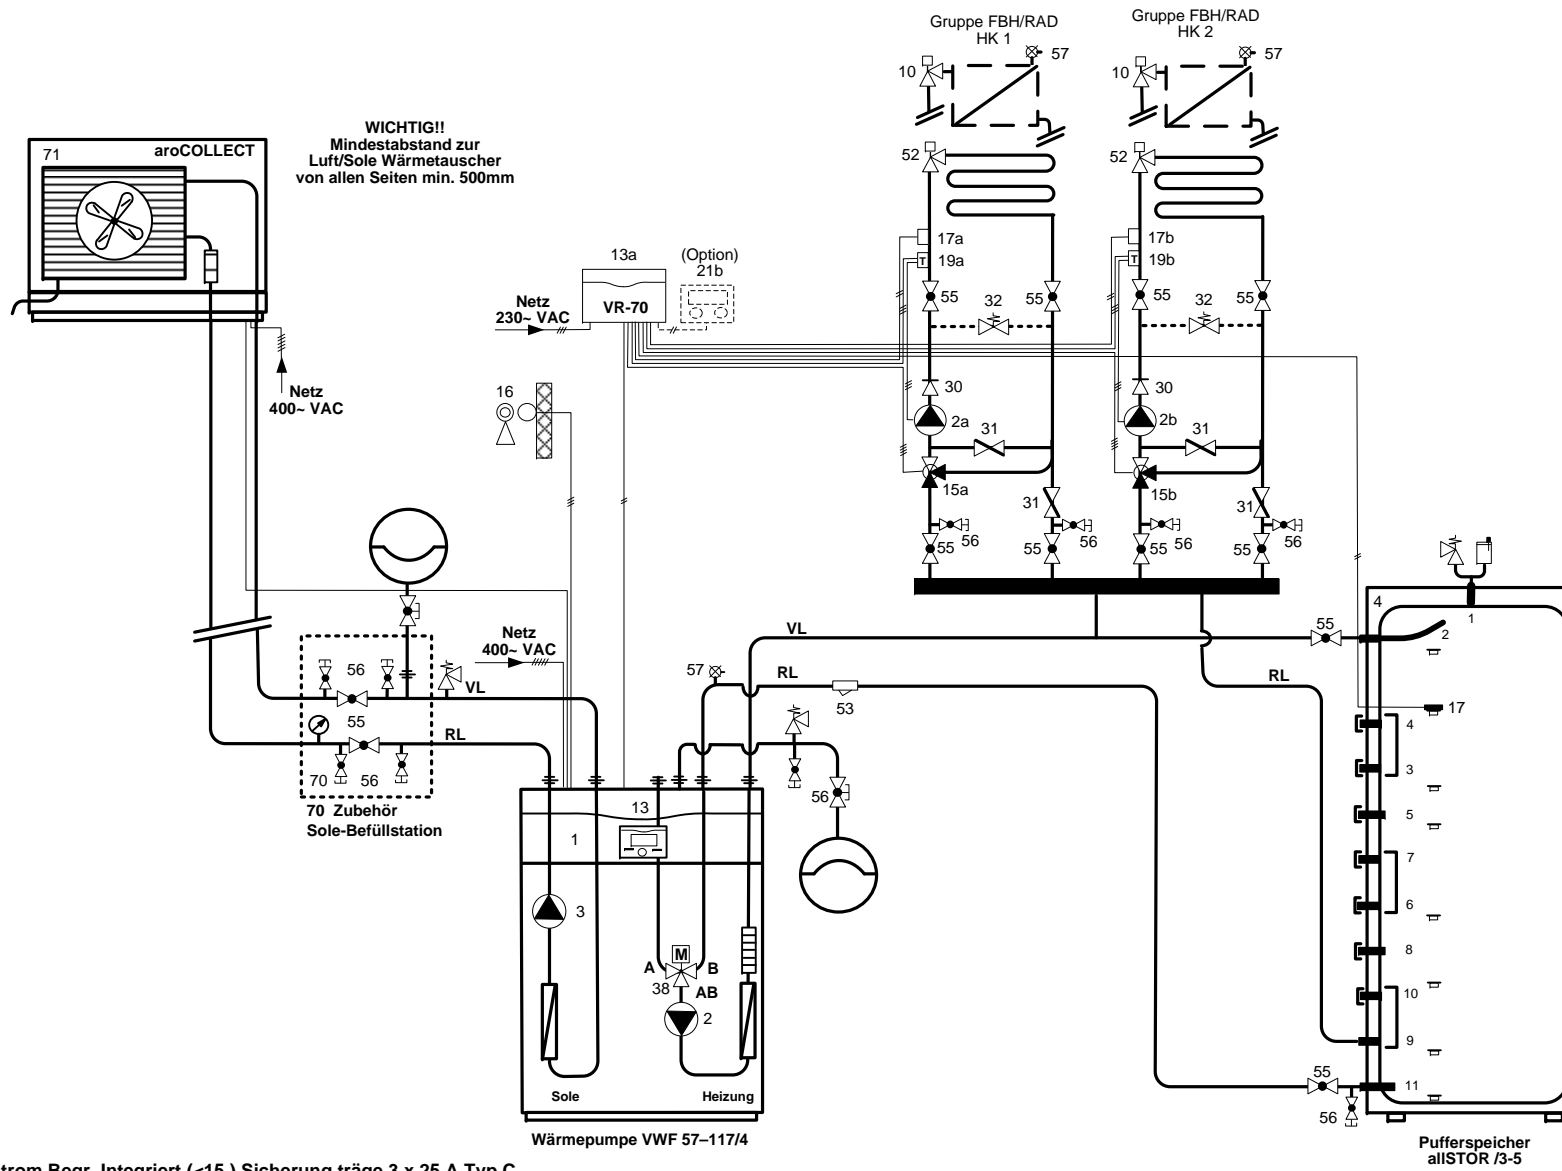 Gruppe FBH/RAD
HK 1
Gruppe FBH/RAD
HK 2
57
57
10
10
WICHTIG!!
Mindestabstand zur
Luft/Sole Wärmetauscher
von allen Seiten min. 500mm
71
aroCOLLECT
52
52
17a
19a
T
17b
19b
T
13a
(Option)
21b
VR-70
Netz
230~ VAC
55
32
55
55
32
55
Netz
400~ VAC
16
30
30
2a
2b
31
31
15a
15b
31
31
55
56
55
56
55
56
55
56
Netz
400~ VAC
VL
55
4
1
2
56
57
RL
RL
VL
53
17
55
RL
4
3
70
56
70 Zubehör
Sole-Befüllstation
13
56
1
5
7
3
6
M
A
B
38
AB
8
2
10
9
55
11
56
Sole
Heizung
Wärmepumpe VWF 57–117/4
Pufferspeicher
allSTOR /3-5